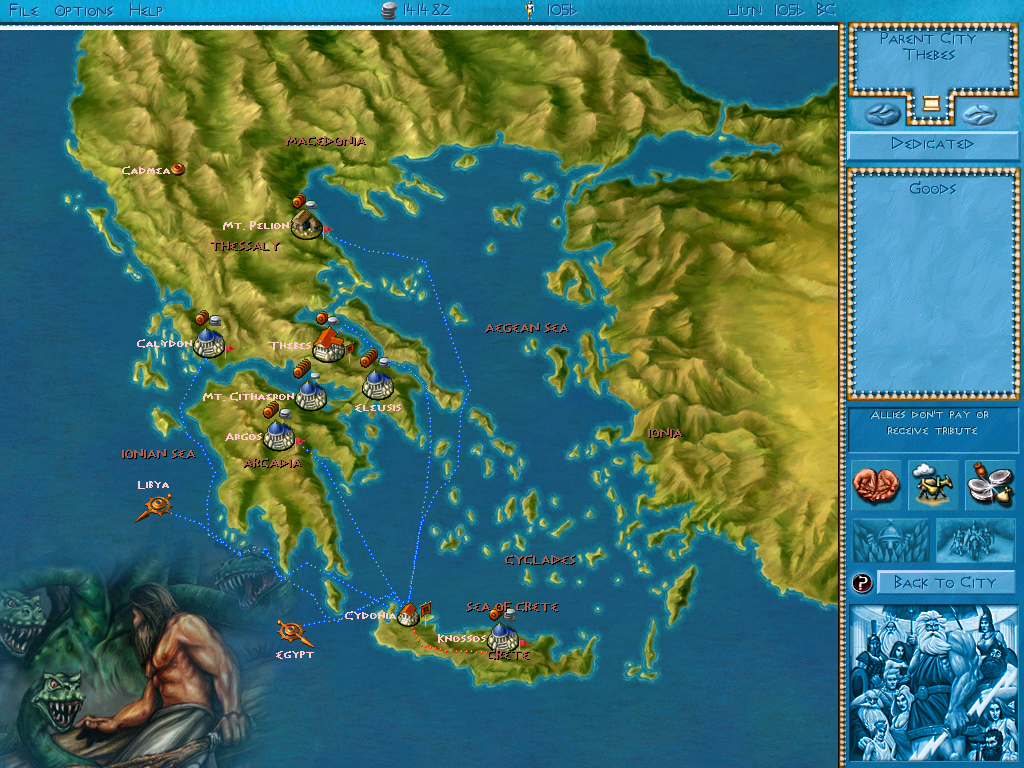 File Options Help
141482
1056
Jun 1056 BC
Parent City
Thebes
Dedicated
Goods
Allies don't pay or
receive tribute
Back to City
Macedonia
Cadmea
Mt. Pelion
Thessaly
Aegean Sea
Calydon
Thebes
Mt. Cithaeron
Eleusis
Argos
Ionia
Ionian Sea
Arcadia
Libya
Cyclades
Sea of Crete
Cydonia
Knossos
Egypt
Crete